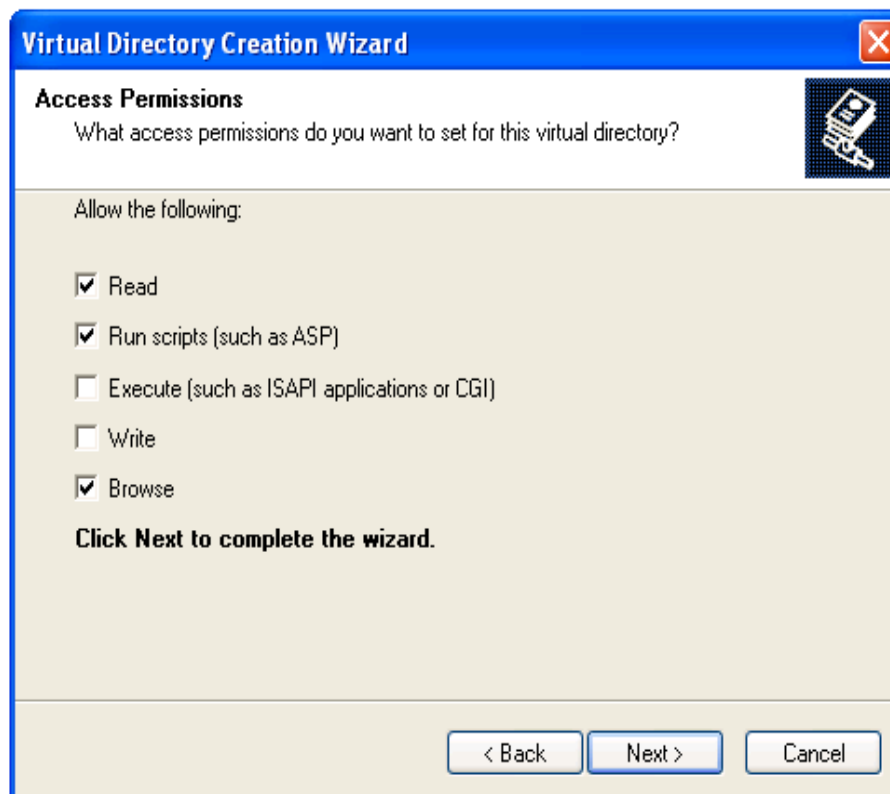 Virtual Directory Creation Wizard
Access Permissions
What access permissions do you want to set for this virtual directory?
Allow the following:
Read
Run scripts (such as ASP)
Execute (such as ISAPI applications or CGI)
Write
Browse
Click Next to complete the wizard.
< Back Next > Cancel